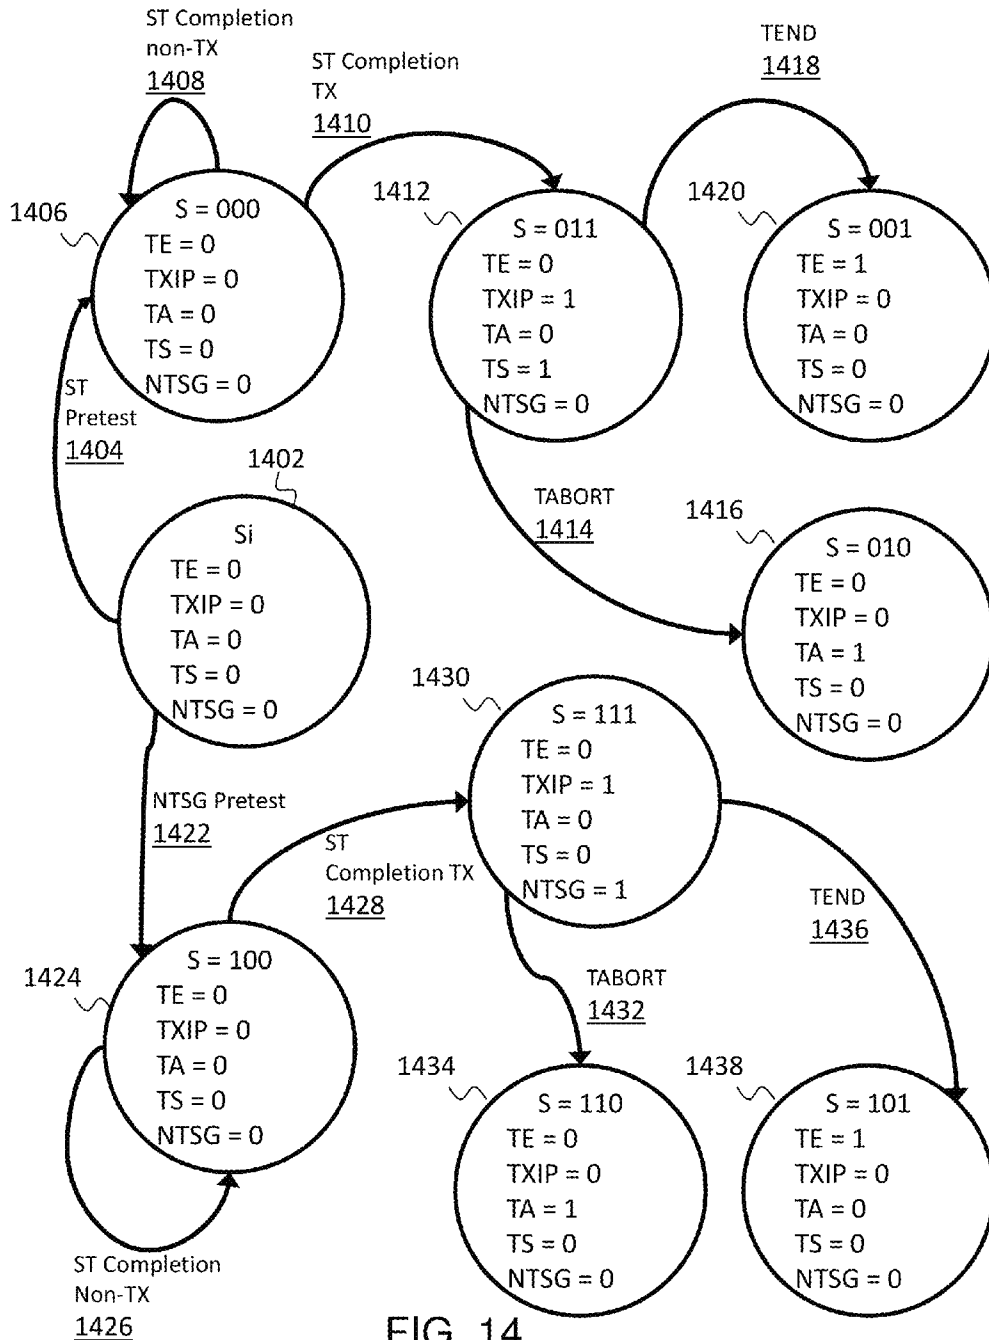 ST Completion
non-TX
1408
ST Completion
TX
1410
TEND
1418
1406
S = 000
TE = 0
TXIP = 0
TA = 0
TS = 0
NTSG = 0
1412
S = 011
TE = 0
TXIP = 1
TA = 0
TS = 1
NTSG = 0
1420
S = 001
TE = 1
TXIP = 0
TA = 0
TS = 0
NTSG = 0
ST
Pretest
1404
1402
Si
TE = 0
TXIP = 0
TA = 0
TS = 0
NTSG = 0
TABORT
1414
1416
S = 010
TE = 0
TXIP = 0
TA = 1
TS = 0
NTSG = 0
NTSG Pretest
1422
1430
S = 111
TE = 0
TXIP = 1
TA = 0
TS = 0
NTSG = 1
ST
Completion TX
1428
TEND
1436
1424
S = 100
TE = 0
TXIP = 0
TA = 0
TS = 0
NTSG = 0
TABORT
1432
1434
S = 110
TE = 0
TXIP = 0
TA = 1
TS = 0
NTSG = 0
1438
S = 101
TE = 1
TXIP = 0
TA = 0
TS = 0
NTSG = 0
ST Completion
Non-TX
1426
FIG. 14